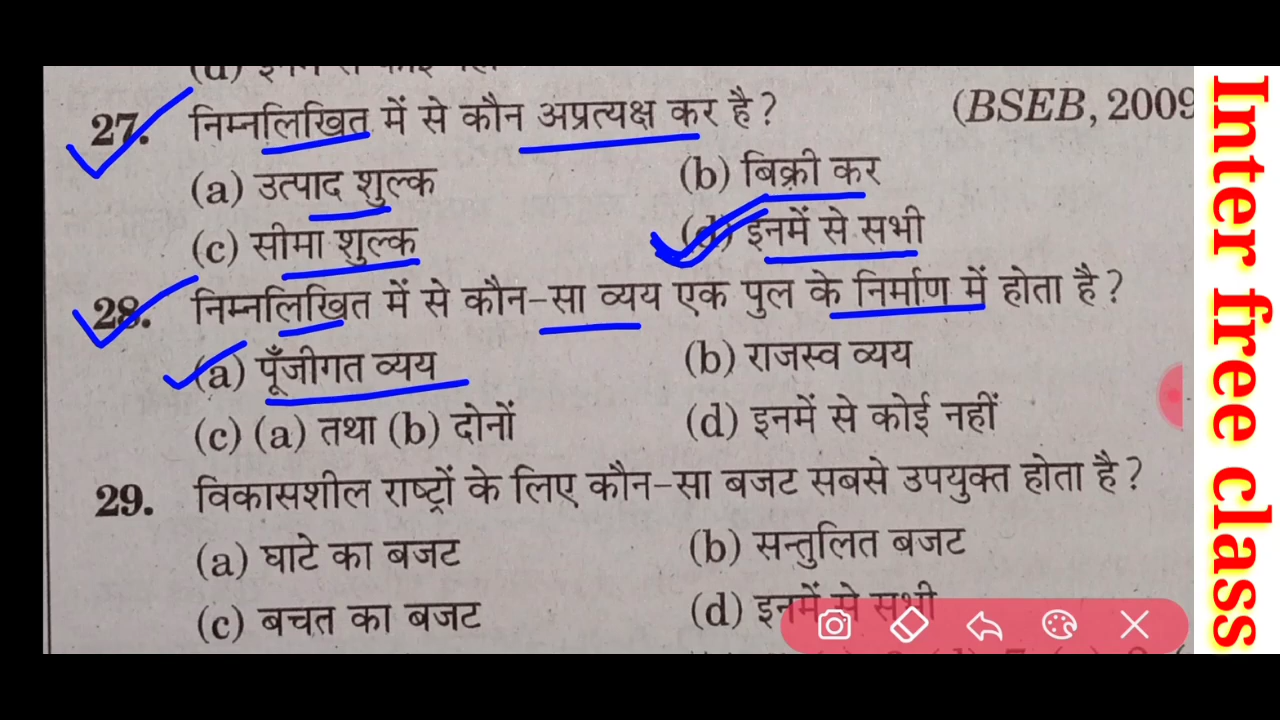 27. निम्नलिखित में से कौन अप्रत्यक्ष कर है? (BSEB, 2009
(a) उत्पाद शुल्क (b) बिक्री कर
(c) सीमा शुल्क (d) इनमें से सभी
28. निम्नलिखित में से कौन-सा व्यय एक पुल के निर्माण में होता है?
(a) पूँजीगत व्यय (b) राजस्व व्यय
(c) (a) तथा (b) दोनों (d) इनमें से कोई नहीं
29. विकासशील राष्ट्रों के लिए कौन-सा बजट सबसे उपयुक्त होता है?
(a) घाटे का बजट (b) सन्तुलित बजट
(c) बचत का बजट (d) इनमें से सभी
Inter free class